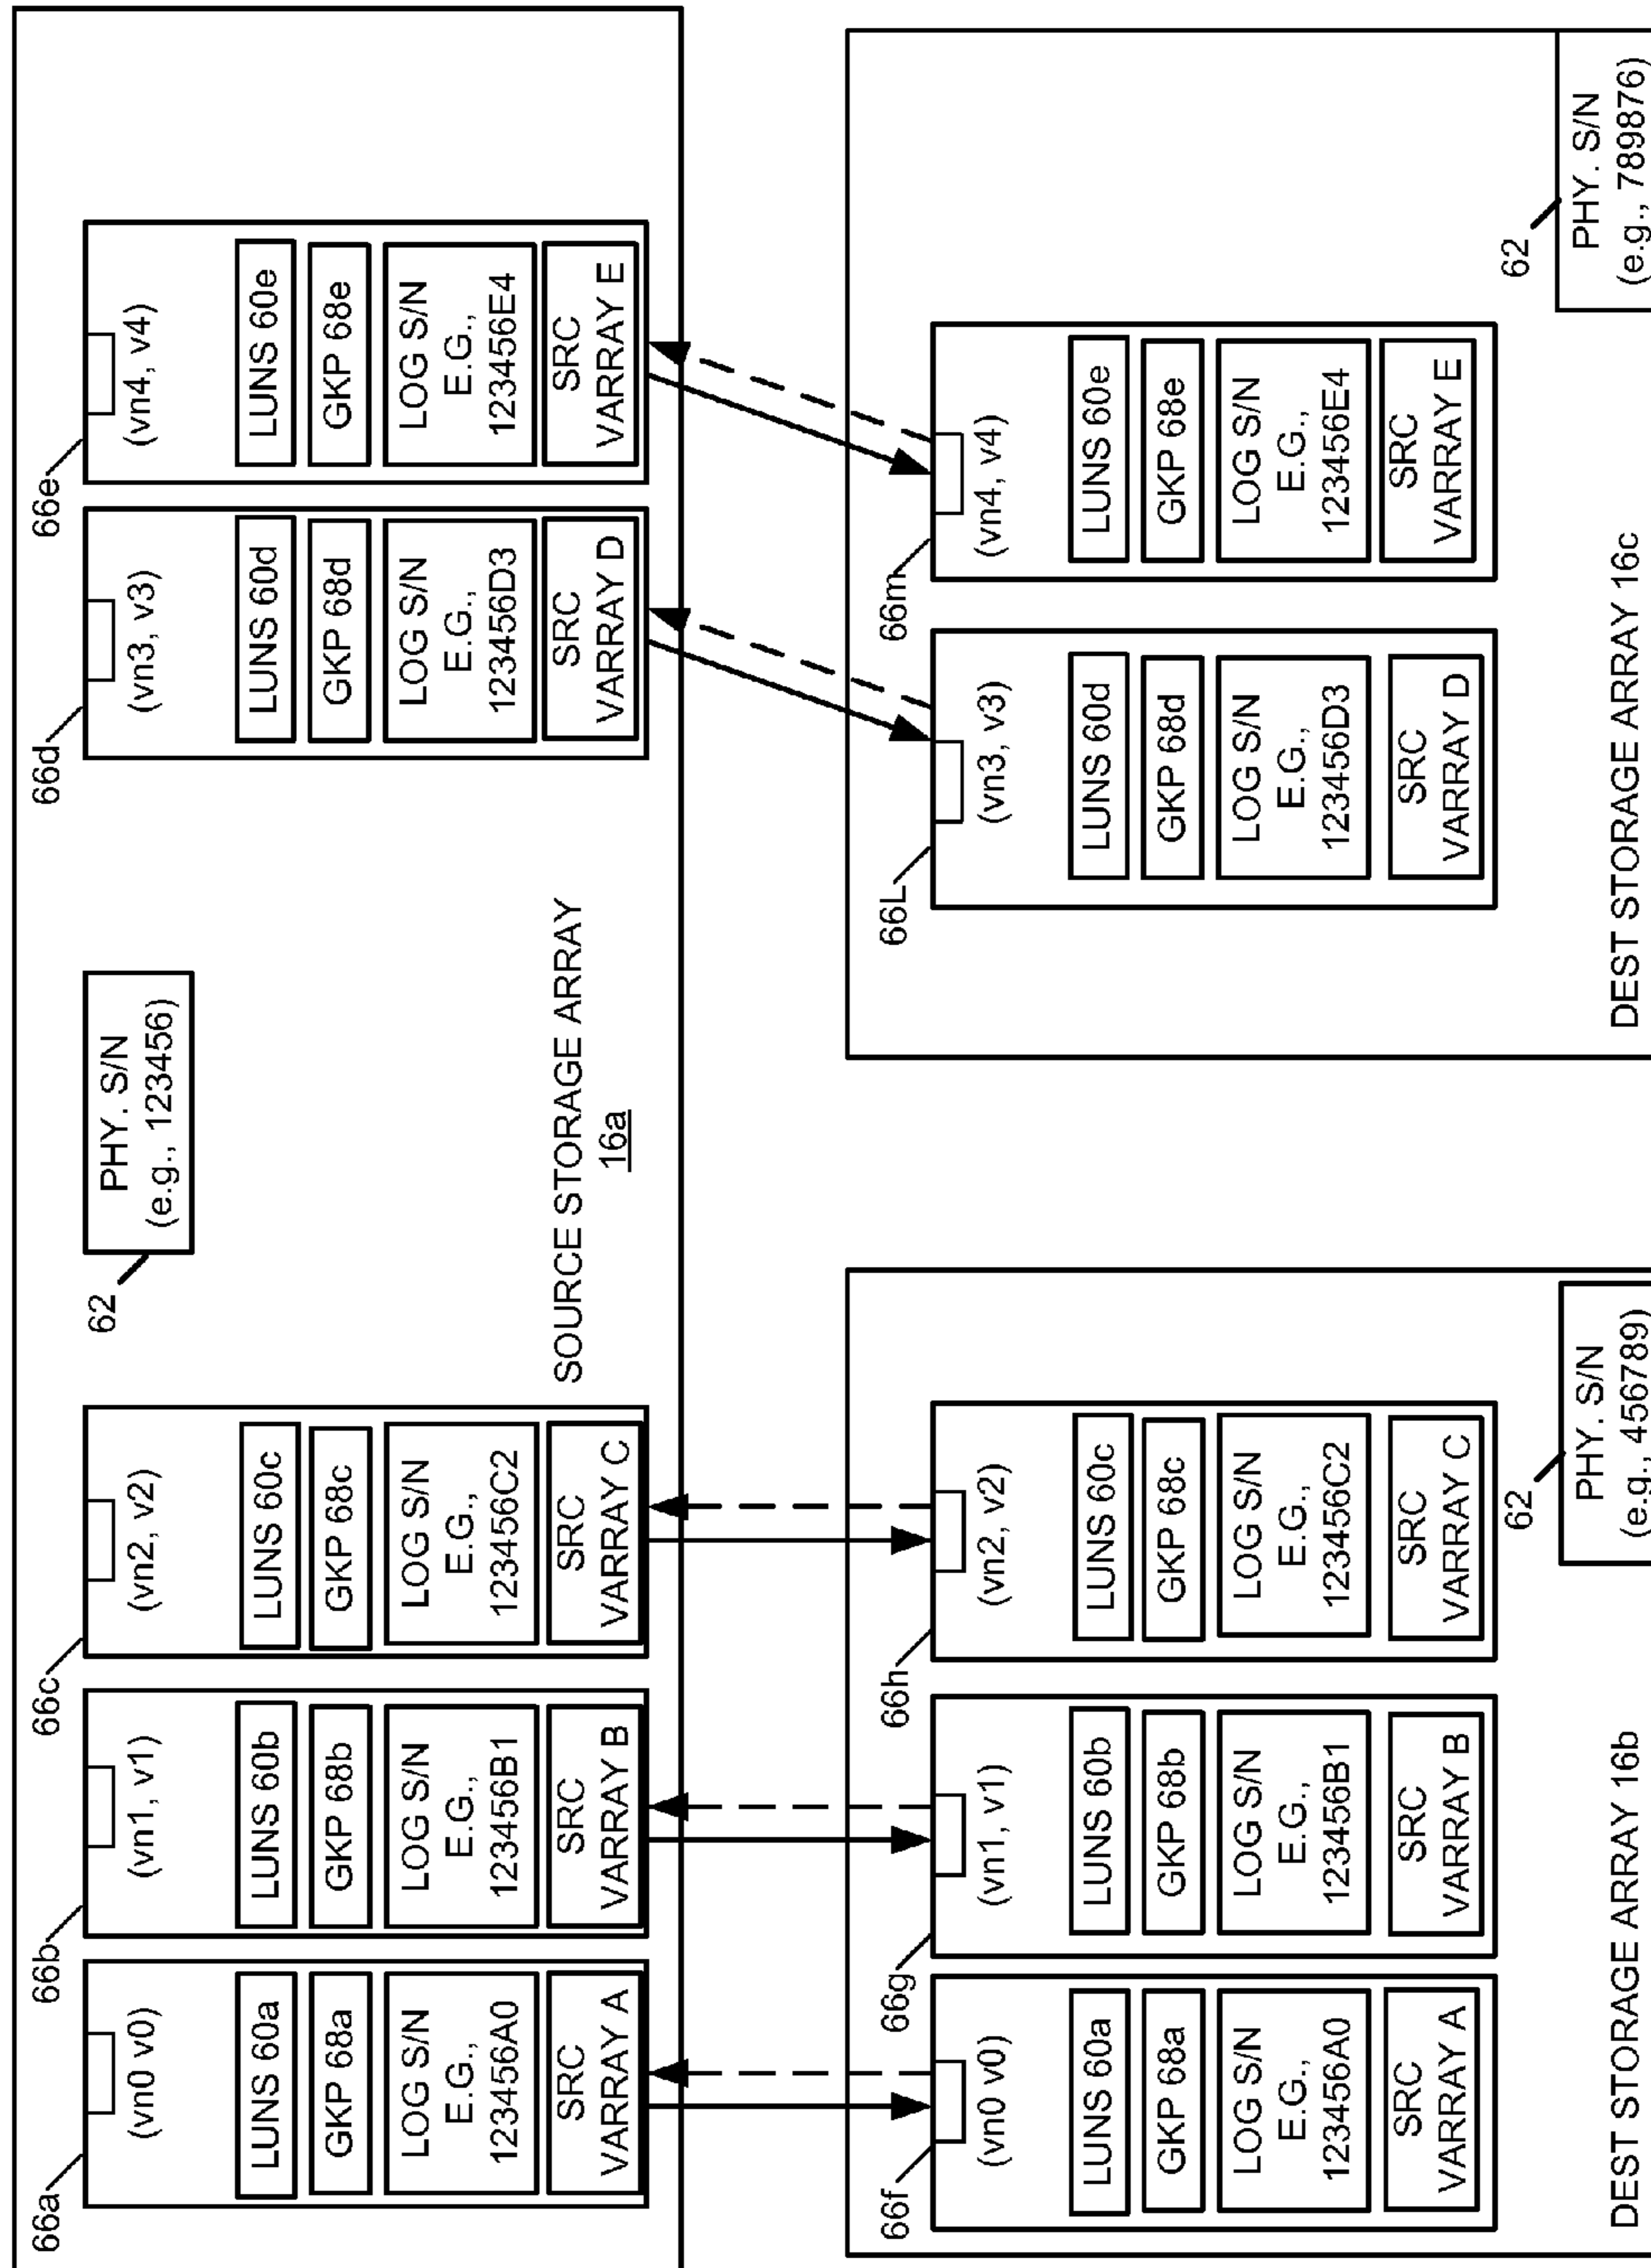 66a
(vn0 v0)
LUNS 60a
GKP 68a
LOG S/N
E.G.,
123456A0
SRC
VARRAY A
66b
(vn1, v1)
LUNS 60b
GKP 68b
LOG S/N
E.G.,
123456B1
SRC
VARRAY B
66c
(vn2, v2)
LUNS 60c
GKP 68c
LOG S/N
E.G.,
123456C2
SRC
VARRAY C
62
PHY. S/N
(e.g., 123456)
SOURCE STORAGE ARRAY
16a
66d
(vn3, v3)
LUNS 60d
GKP 68d
LOG S/N
E.G.,
123456D3
SRC
VARRAY D
66e
(vn4, v4)
LUNS 60e
GKP 68e
LOG S/N
E.G.,
123456E4
SRC
VARRAY E
66f
(vn0 v0)
LUNS 60a
GKP 68a
LOG S/N
E.G.,
123456A0
SRC
VARRAY A
66g
(vn1, v1)
LUNS 60b
GKP 68b
LOG S/N
E.G.,
123456B1
SRC
VARRAY B
66h
(vn2, v2)
LUNS 60c
GKP 68c
LOG S/N
E.G.,
123456C2
SRC
VARRAY C
62
PHY. S/N
(e.g., 456789)
DEST STORAGE ARRAY 16b
66L
(vn3, v3)
LUNS 60d
GKP 68d
LOG S/N
E.G.,
123456D3
SRC
VARRAY D
66m
(vn4, v4)
LUNS 60e
GKP 68e
LOG S/N
E.G.,
123456E4
SRC
VARRAY E
62
PHY. S/N
(e.g., 789876)
DEST STORAGE ARRAY 16c